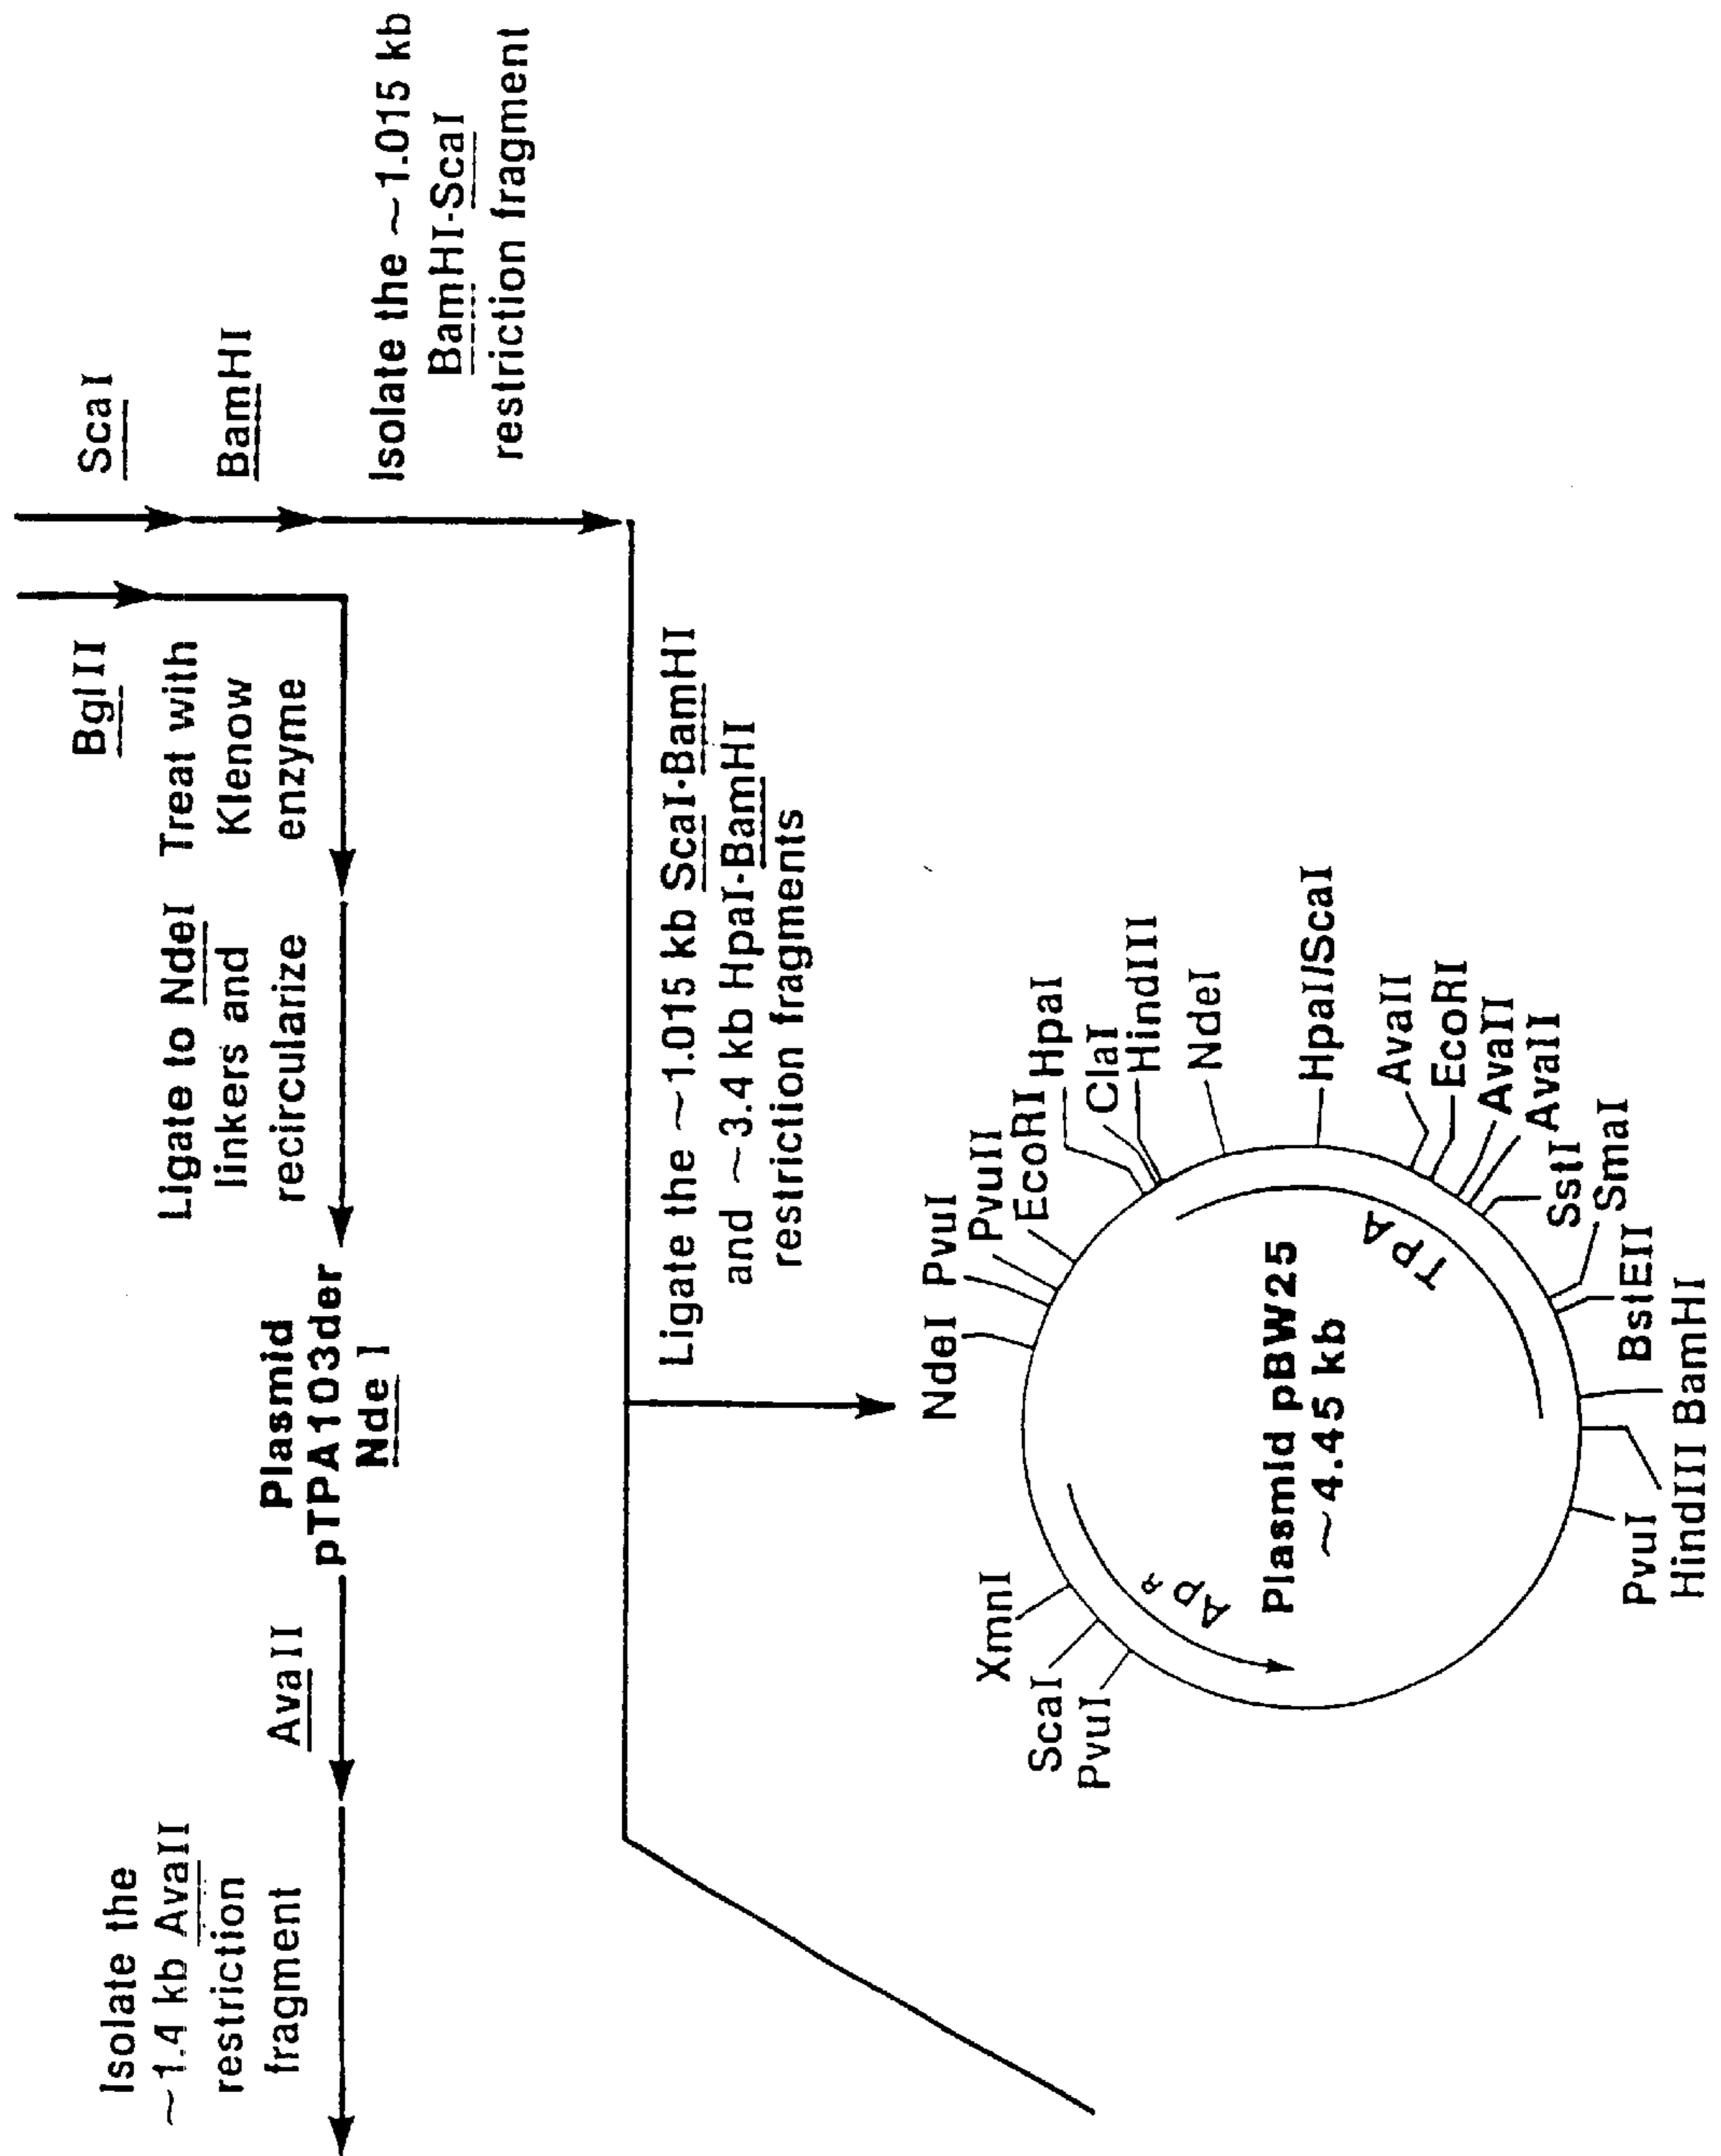 ScaI
BamHI
Isolate the ~1.015 kb
BamHI-ScaI
restriction fragment
BglII
Treat with
Klenow
enzyme
Ligate to NdeI
linkers and
recircularize
Plasmid
pTPA103der
NdeI
AvaII
Isolate the
~1.4 kb AvaII
restriction
fragment
Ligate the ~1.015 kb ScaI-BamHI
and ~3.4 kb HpaI-BamHI
restriction fragments
NdeI
PvuI
PvuII
EcoRI
HpaI
ClaI
HindIII
NdeI
HpaI/ScaI
AvaII
EcoRI
AvaII
AvaII
SstI
SmaI
BstEII
BamHI
HindIII
PvuI
PvuI
ScaI
XmnI
ApR
TPA
Plasmid pBW25
~4.45 kb